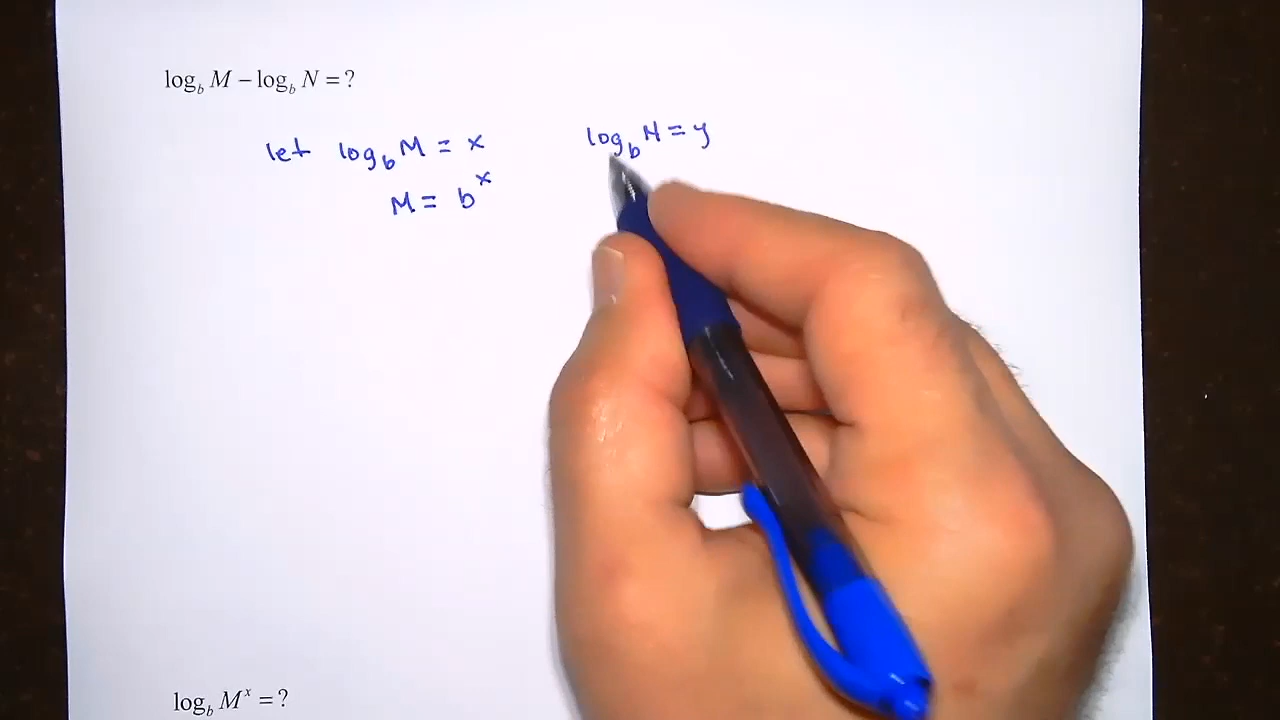 log_b M − log_b N = ?
let log_b M = x
log_b N = y
M = b^x
log_b M^x = ?